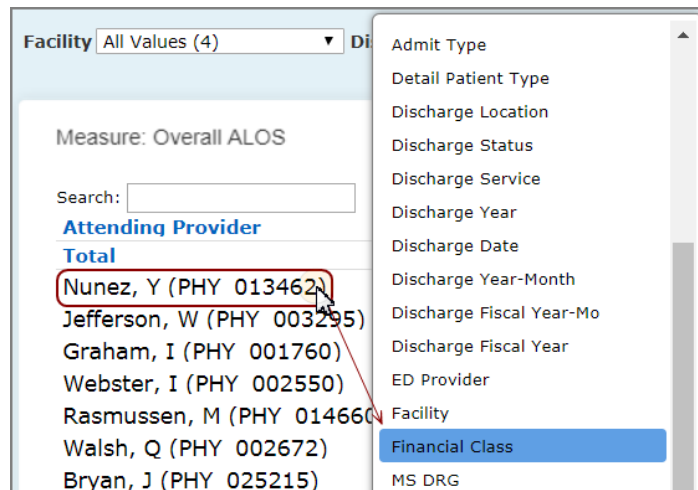 Facility All Values (4) Di
Measure: Overall ALOS
Search:
Attending Provider
Total
Nunez, Y (PHY 013462)
Jefferson, W (PHY 003295)
Graham, I (PHY 001760)
Webster, I (PHY 002550)
Rasmussen, M (PHY 014660
Walsh, Q (PHY 002672)
Bryan, J (PHY 025215)
Admit Type
Detail Patient Type
Discharge Location
Discharge Status
Discharge Service
Discharge Year
Discharge Date
Discharge Year-Month
Discharge Fiscal Year-Mo
Discharge Fiscal Year
ED Provider
Facility
Financial Class
MS DRG